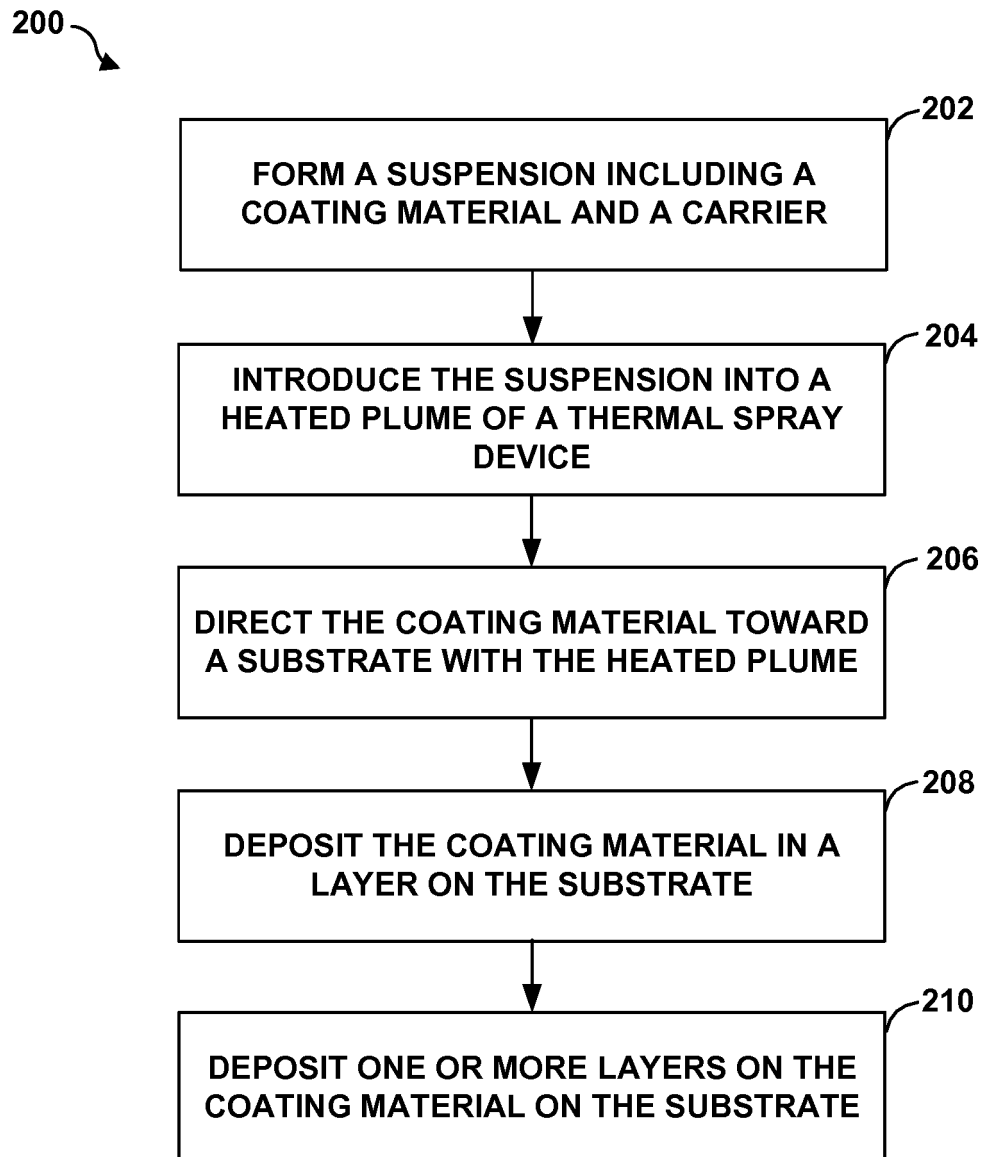 200
202
FORM A SUSPENSION INCLUDING A
COATING MATERIAL AND A CARRIER
204
INTRODUCE THE SUSPENSION INTO A
HEATED PLUME OF A THERMAL SPRAY
DEVICE
206
DIRECT THE COATING MATERIAL TOWARD
A SUBSTRATE WITH THE HEATED PLUME
208
DEPOSIT THE COATING MATERIAL IN A
LAYER ON THE SUBSTRATE
210
DEPOSIT ONE OR MORE LAYERS ON THE
COATING MATERIAL ON THE SUBSTRATE